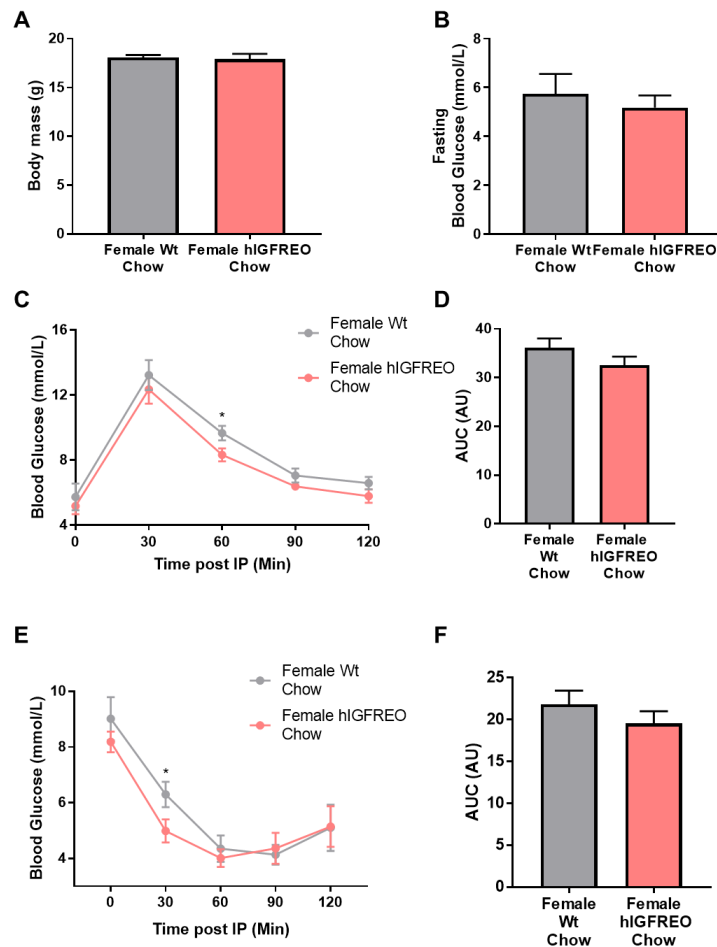 A
Body mass (g)
20
15
10
5
0
Female Wt
Chow
Female hIGFREO
Chow
B
Fasting
Blood Glucose (mmol/L)
8
6
4
2
0
Female Wt
Chow
Female hIGFREO
Chow
C
Blood Glucose (mmol/L)
16
12
8
4
*
0 30 60 90 120
Time post IP (Min)
Female Wt
Chow
Female hIGFREO
Chow
D
AUC (AU)
40
30
20
10
0
Female
Wt
Chow
Female
hIGFREO
Chow
E
Blood Glucose (mmol/L)
10
8
6
4
*
0 30 60 90 120
Time post IP (Min)
Female Wt
Chow
Female hIGFREO
Chow
F
AUC (AU)
25
20
15
10
5
0
Female
Wt
Chow
Female
hIGFREO
Chow